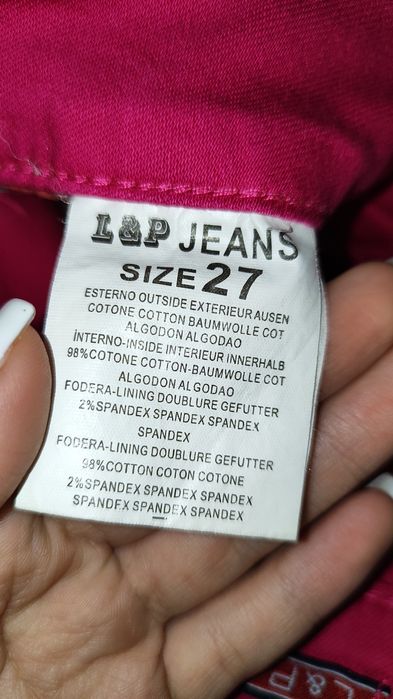 L&P JEANS
SIZE 27
ESTERNO OUTSIDE EXTERIEUR AUSEN
COTONE COTTON BAUMWOLLE COT
ALGODON ALGODAO
İNTERNO-INSIDE INTERIEUR INNERHALB
98%COTONE COTTON-BAUMWOLLE COT
ALGODON ALGODAO
FODERA-LINING DOUBLURE GEFUTTER
2%SPANDEX SPANDEX SPANDEX
SPANDEX
FODERA-LINING DOUBLURE GEFUTTER
98%COTTON COTON COTONE
2%SPANDEX SPANDEX SPANDEX
SPANDFX SPANDEX SPANDEX
L&P